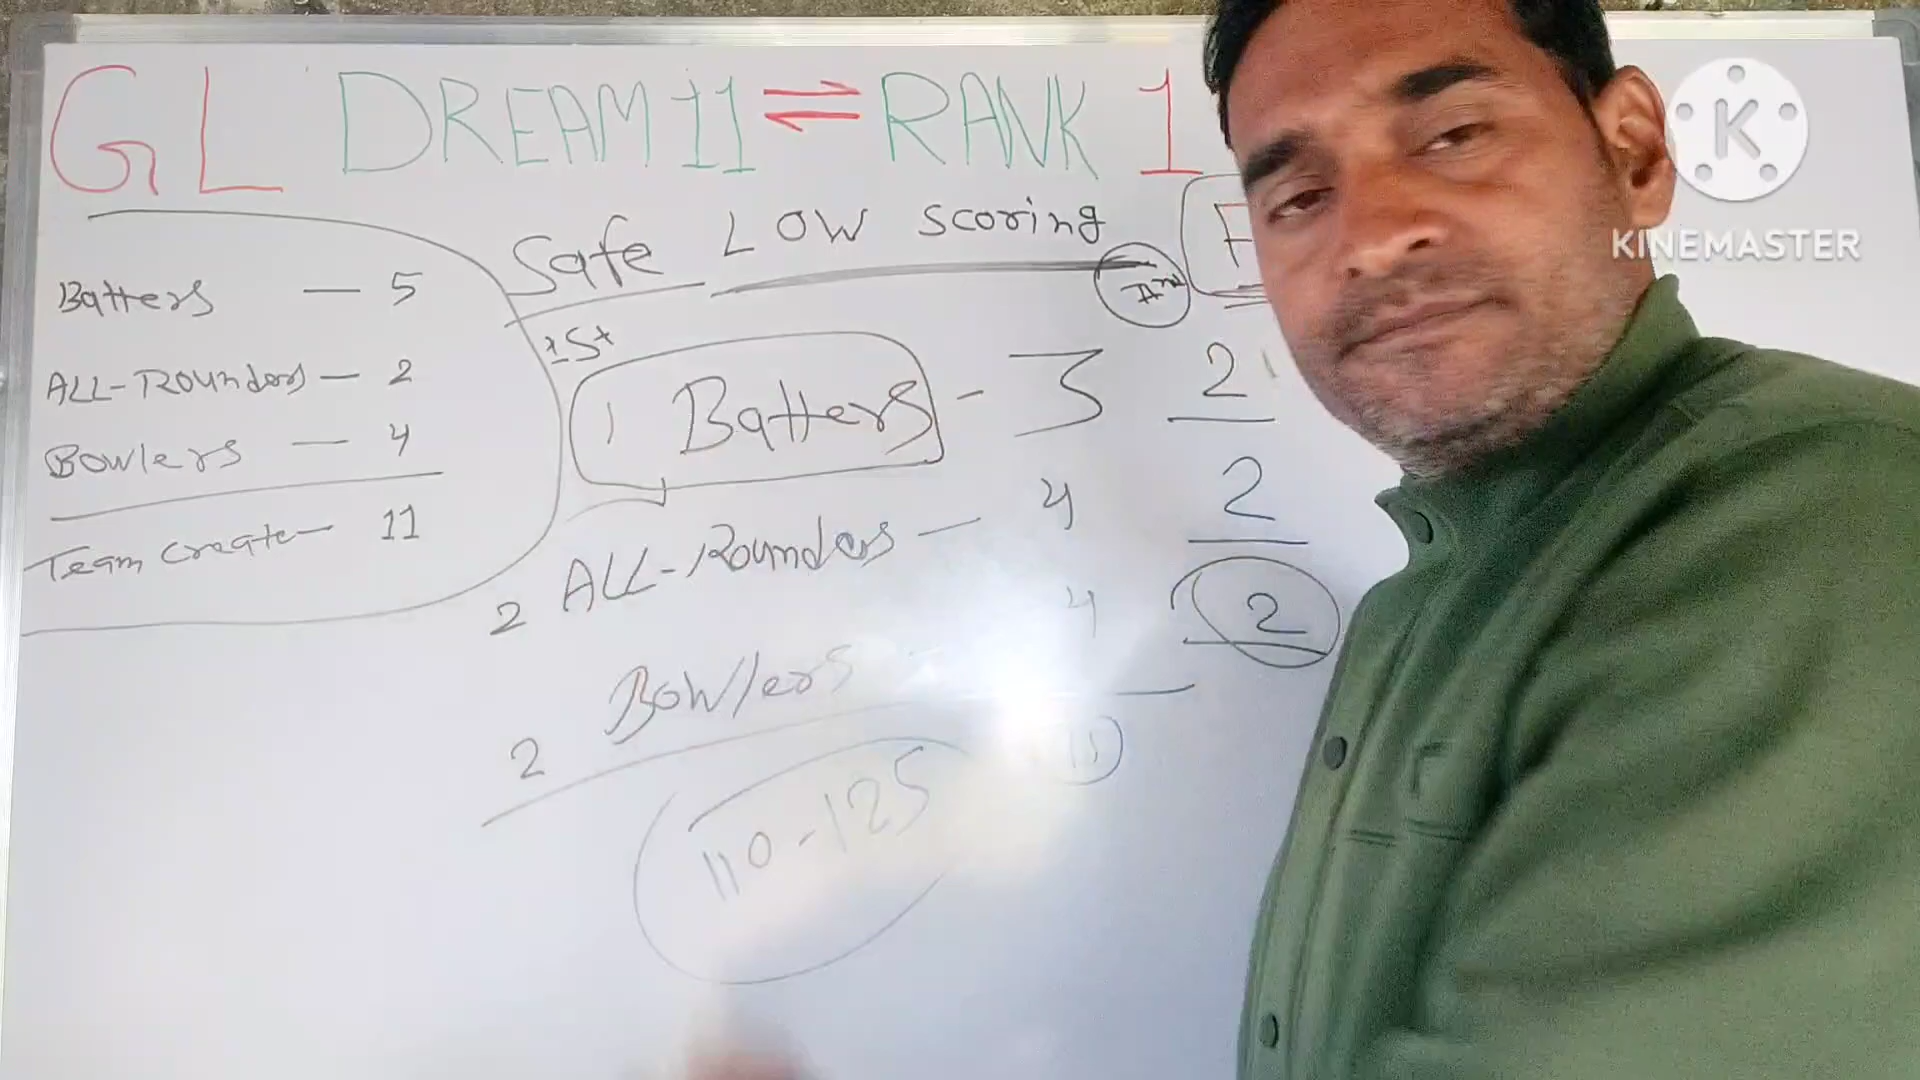 GL DREAM 11 ⇌ RANK 1
K
KINEMASTER
Safe LOW scoring
F
Batters — 5
ALL-Rounders — 2
Bowlers — 4
Team create — 11
1st
1 Batters - 3 2
2 ALL-Rounders — 4 2
2 Bowlers - 4 2
11
110-125